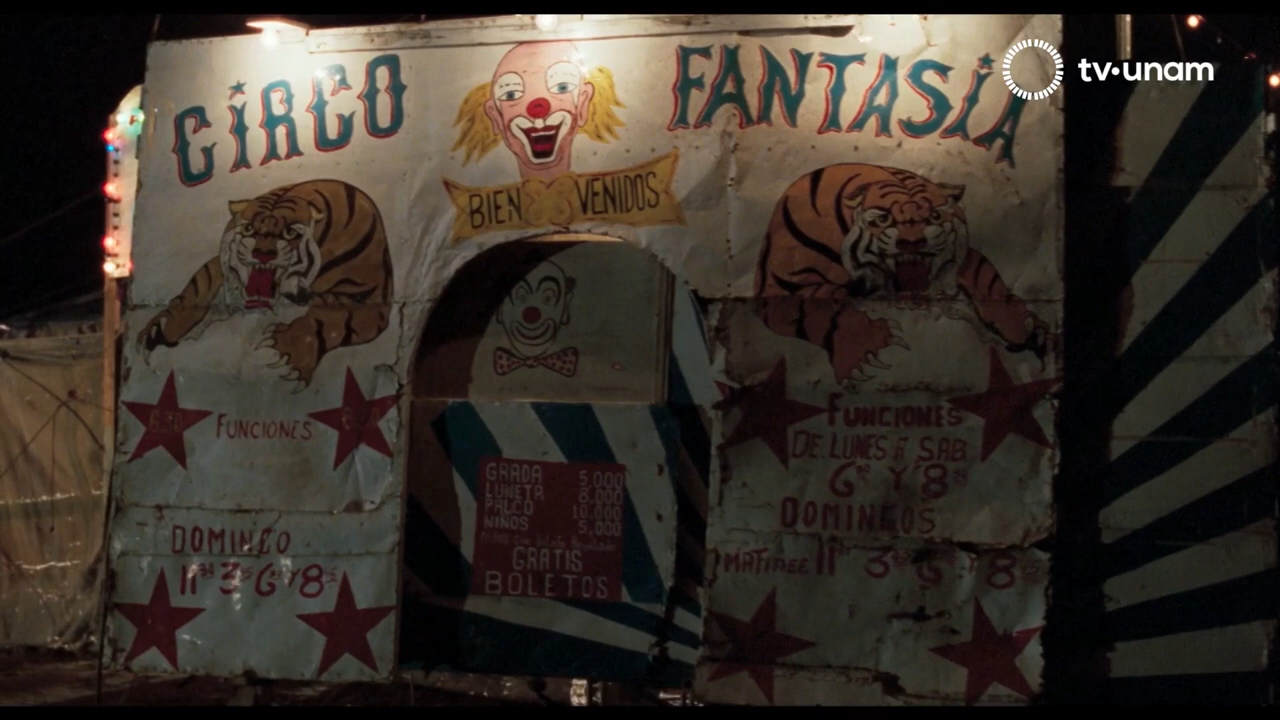 CIRCO FANTASÍA
tv·unam
BIEN VENIDOS
FUNCIONES
DOMINGO
11 3 6 Y 8
GRADA 5,000
LUNETA 8,000
PALCO 10,000
NIÑOS 5,000
GRATIS
BOLETOS
FUNCIONES
DE LUNES A SAB
6 Y 8
DOMINGOS
MATINEE 11 3 6 Y 8